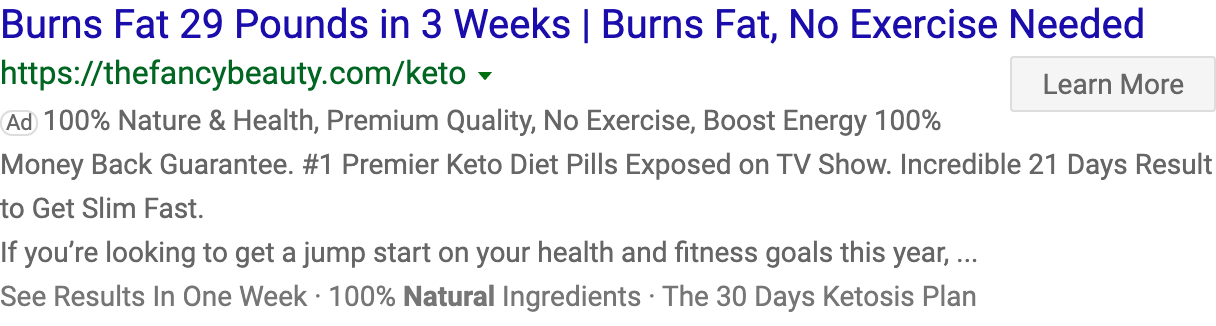 Burns Fat 29 Pounds in 3 Weeks | Burns Fat, No Exercise Needed
https://thefancybeauty.com/keto
Learn More
Ad 100% Nature & Health, Premium Quality, No Exercise, Boost Energy 100%
Money Back Guarantee. #1 Premier Keto Diet Pills Exposed on TV Show. Incredible 21 Days Result
to Get Slim Fast.
If you’re looking to get a jump start on your health and fitness goals this year, ...
See Results In One Week · 100% Natural Ingredients · The 30 Days Ketosis Plan